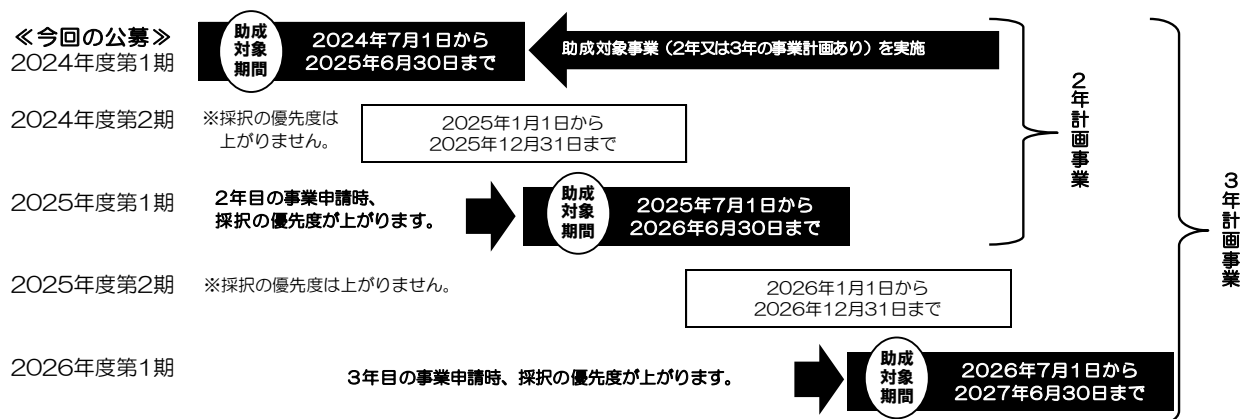 ≪今回の公募≫
2024年度第1期
助成
対象
期間
2024年7月1日から
2025年6月30日まで
助成対象事業（2年又は3年の事業計画あり）を実施
2024年度第2期
※採択の優先度は
上がりません。
2025年1月1日から
2025年12月31日まで
2025年度第1期
2年目の事業申請時、
採択の優先度が上がります。
助成
対象
期間
2025年7月1日から
2026年6月30日まで
2年計画事業
2025年度第2期
※採択の優先度は上がりません。
2026年1月1日から
2026年12月31日まで
2026年度第1期
3年目の事業申請時、採択の優先度が上がります。
助成
対象
期間
2026年7月1日から
2027年6月30日まで
3年計画事業